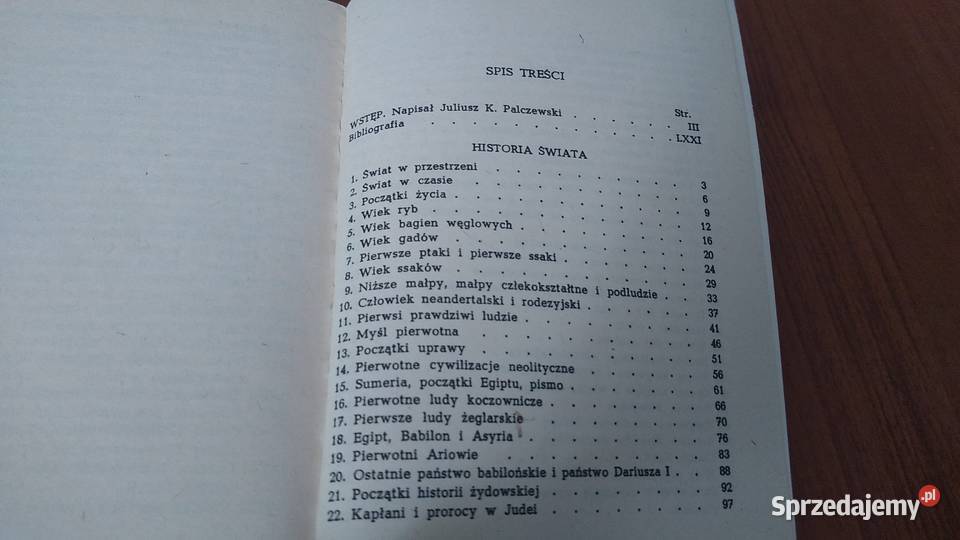 SPIS TREŚCI
Str.
WSTĘP. Napisał Juliusz K. Palczewski . . . . . . III
Bibliografia . . . . . . . . . LXXI
HISTORIA ŚWIATA
1. Świat w przestrzeni . . . . . . . . 3
2. Świat w czasie . . . . . . . . 6
3. Początki życia . . . . . . . . 9
4. Wiek ryb . . . . . . . . 12
5. Wiek bagien węglowych . . . . . . . 16
6. Wiek gadów . . . . . . . . 20
7. Pierwsze ptaki i pierwsze ssaki . . . . . 24
8. Wiek ssaków . . . . . . . . 29
9. Niższe małpy, małpy człekokształtne i podludzie . . 33
10. Człowiek neandertalski i rodezyjski . . . . . 37
11. Pierwsi prawdziwi ludzie . . . . . . . 41
12. Myśl pierwotna . . . . . . . . 46
13. Początki uprawy . . . . . . . . 51
14. Pierwotne cywilizacje neolityczne . . . . . 56
15. Sumeria, początki Egiptu, pismo . . . . . . 61
16. Pierwotne ludy koczownicze . . . . . . . 66
17. Pierwsze ludy żeglarskie . . . . . . . 70
18. Egipt, Babilon i Asyria . . . . . . . 76
19. Pierwotni Ariowie . . . . . . . 83
20. Ostatnie państwo babilońskie i państwo Dariusza I . . 88
21. Początki historii żydowskiej . . . . . . 92
22. Kapłani i prorocy w Judei . . . . . . 97
Sprzedajemy.pl